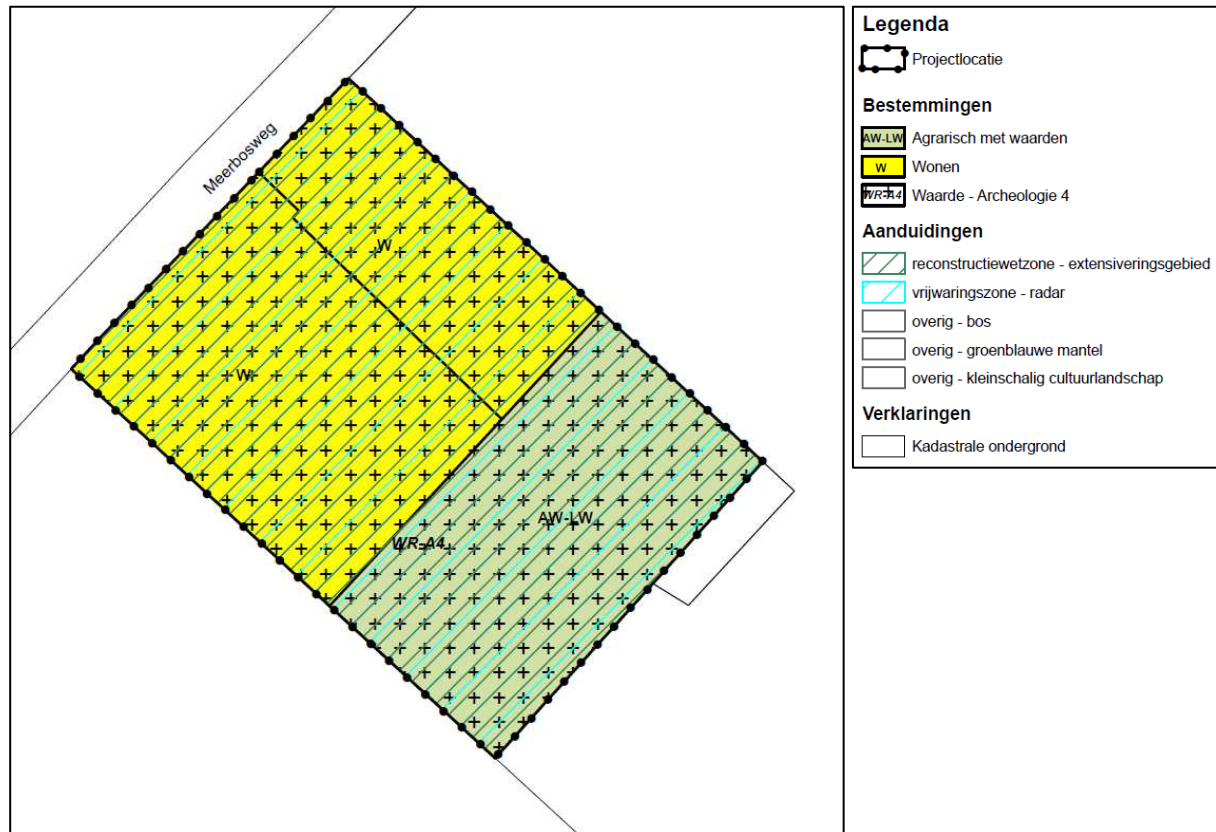 Meerbosweg
W
W
AW-LW
WR-A4
Legenda
Projectlocatie
Bestemmingen
AW-LW Agrarisch met waarden
W Wonen
WR-A4 Waarde - Archeologie 4
Aanduidingen
reconstructiewetzone - extensiveringsgebied
vrijwaringszone - radar
overig - bos
overig - groenblauwe mantel
overig - kleinschalig cultuurlandschap
Verklaringen
Kadastrale ondergrond